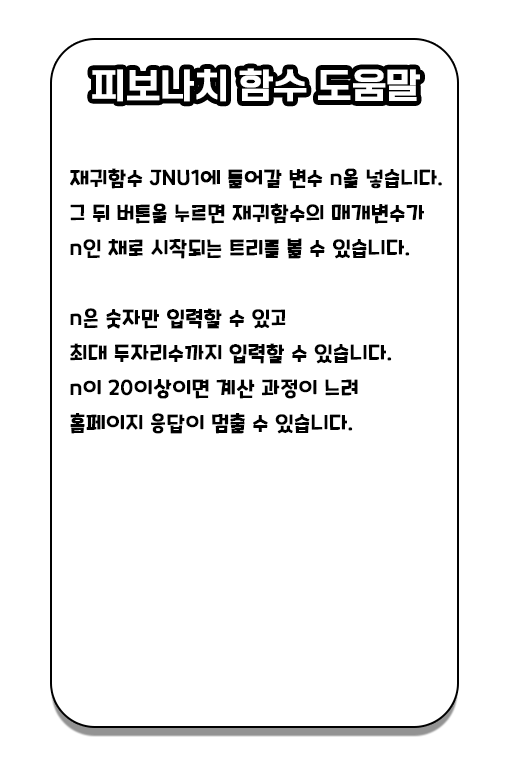 피보나치 함수 도움말
재귀함수 JNU1에 들어갈 변수 n을 넣습니다.
그 뒤 버튼을 누르면 재귀함수의 매개변수가
n인 채로 시작되는 트리를 볼 수 있습니다.
n은 숫자만 입력할 수 있고
최대 두자리수까지 입력할 수 있습니다.
n이 20이상이면 계산 과정이 느려
홈페이지 응답이 멈출 수 있습니다.